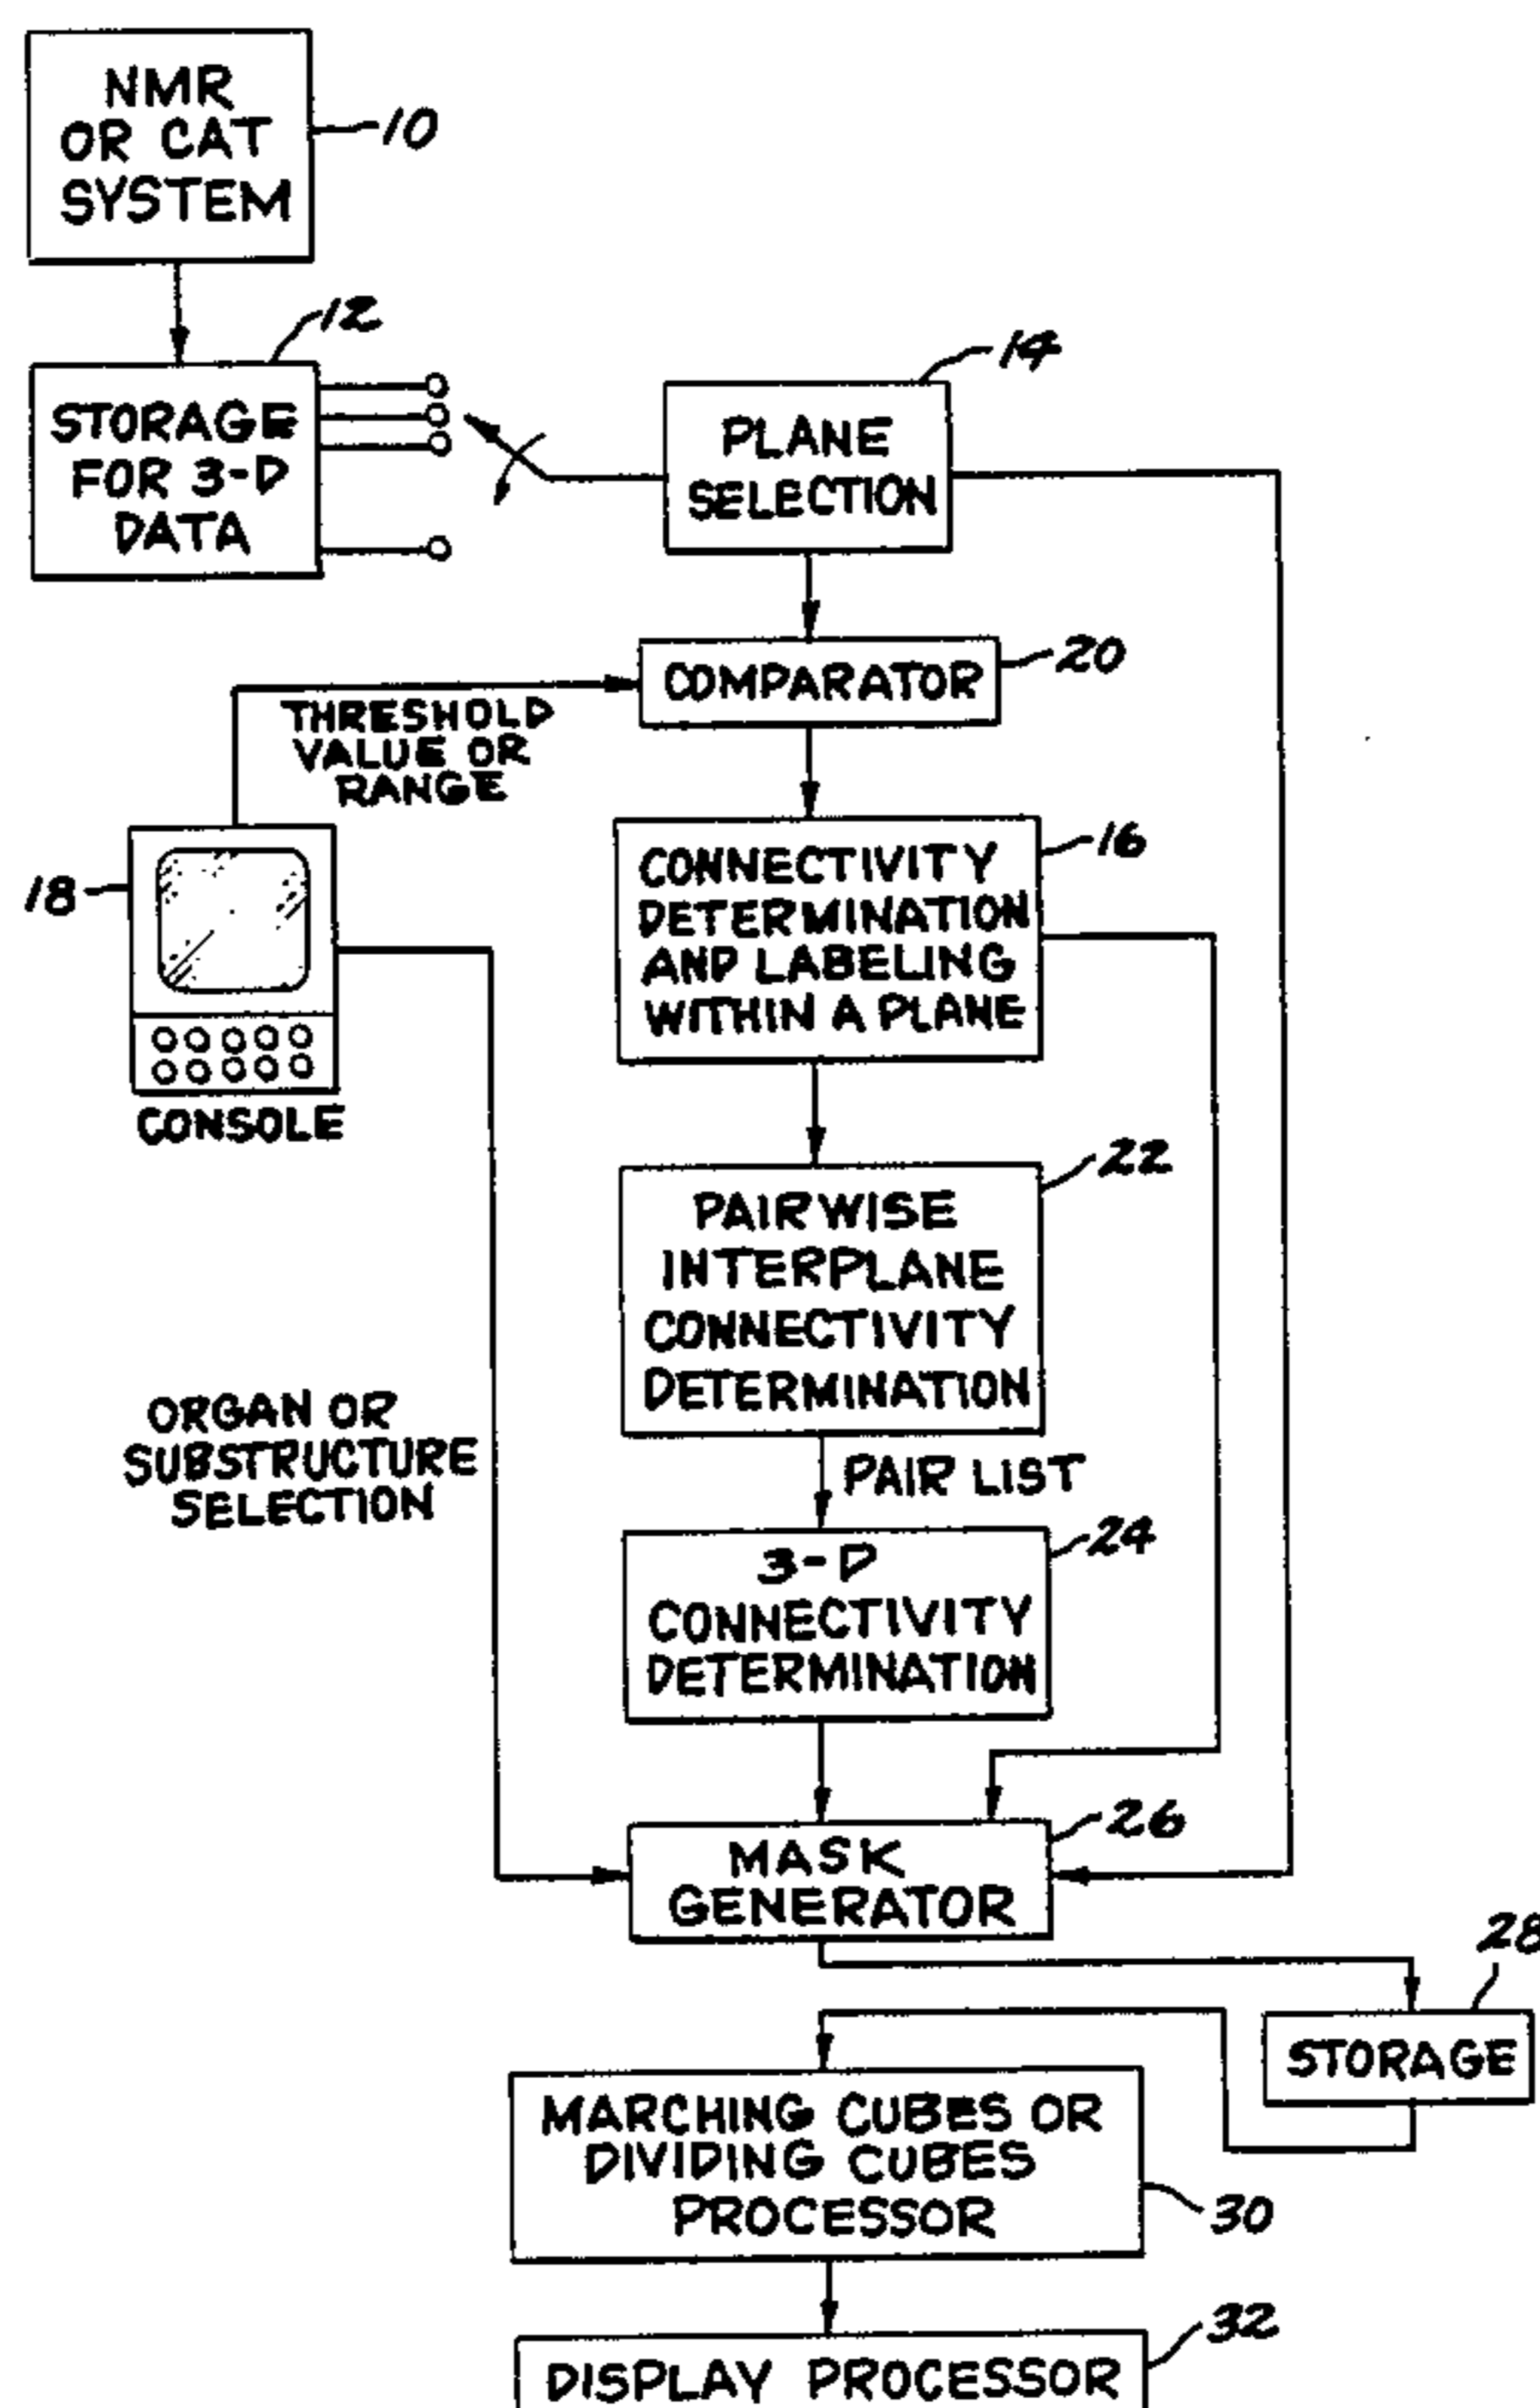 NMR
OR CAT
SYSTEM
10
12
STORAGE
FOR 3-D
DATA
14
PLANE
SELECTION
20
COMPARATOR
THRESHOLD
VALUE OR
RANGE
18
CONSOLE
16
CONNECTIVITY
DETERMINATION
AND LABELING
WITHIN A PLANE
22
PAIRWISE
INTERPLANE
CONNECTIVITY
DETERMINATION
ORGAN OR
SUBSTRUCTURE
SELECTION
PAIR LIST
24
3-D
CONNECTIVITY
DETERMINATION
26
MASK
GENERATOR
28
STORAGE
MARCHING CUBES OR
DIVIDING CUBES
PROCESSOR
30
32
DISPLAY PROCESSOR